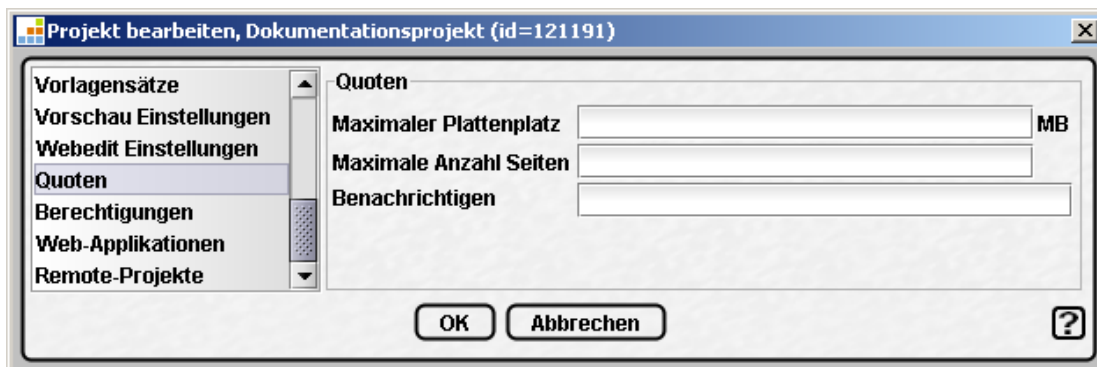 Projekt bearbeiten, Dokumentationsprojekt (id=121191)
Vorlagensätze
Vorschau Einstellungen
Webedit Einstellungen
Quoten
Berechtigungen
Web-Applikationen
Remote-Projekte
Quoten
Maximaler Plattenplatz MB
Maximale Anzahl Seiten
Benachrichtigen
OK Abbrechen ?